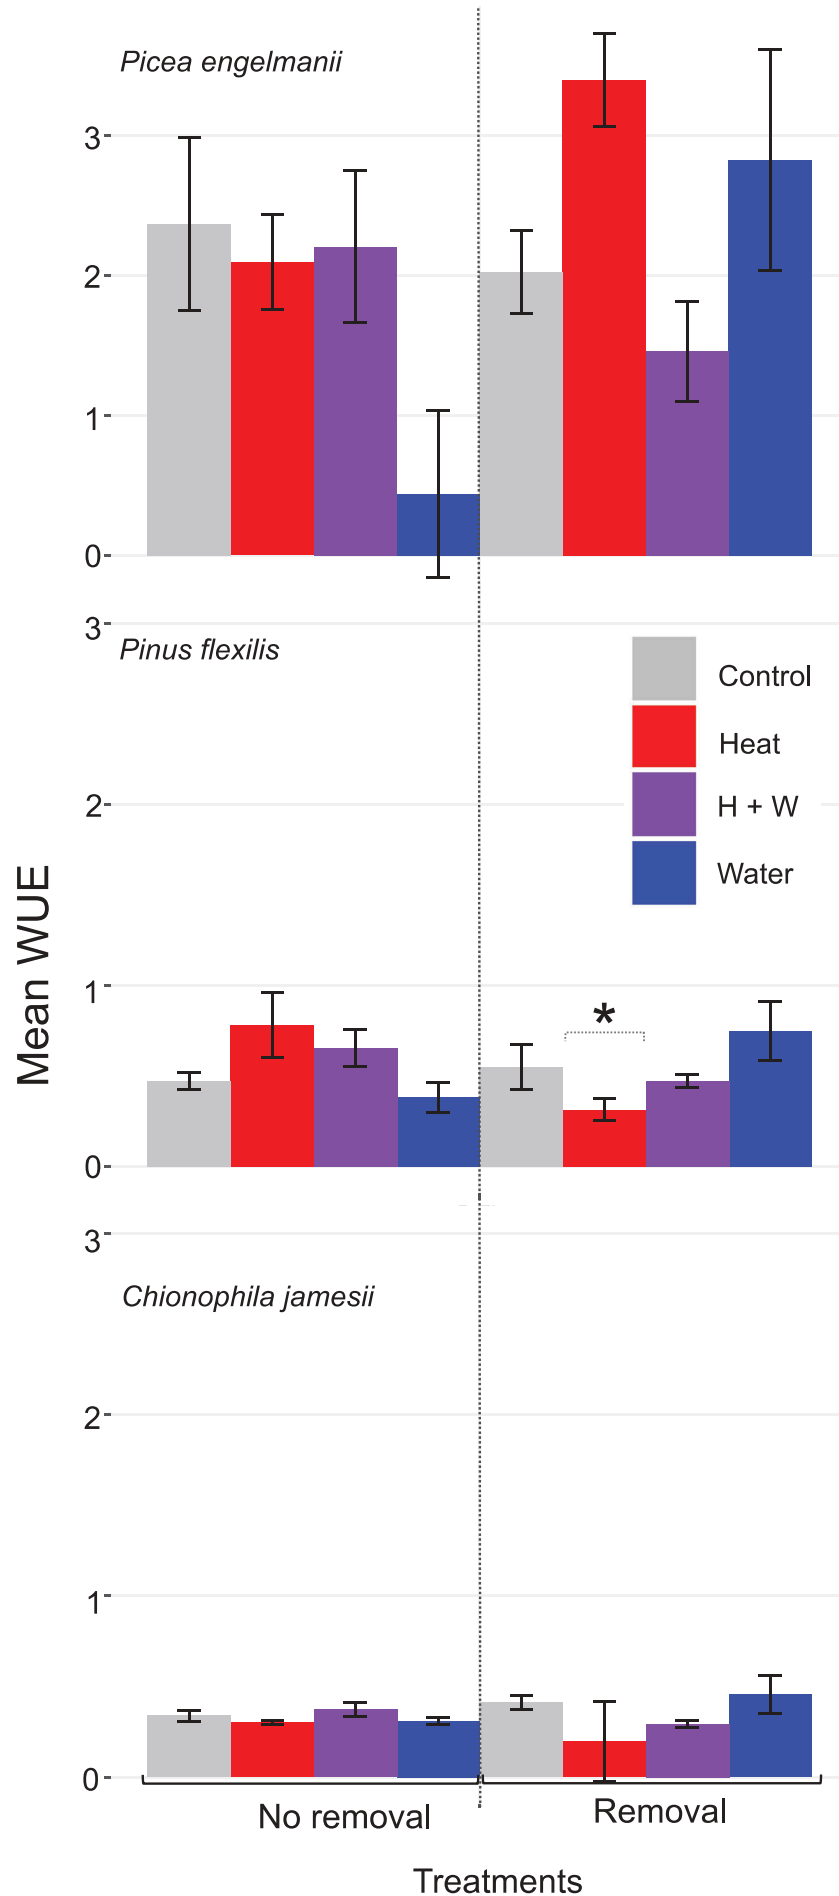 Picea engelmanii
3
2
1
0
3
Pinus flexilis
Control
Heat
H + W
Water
2
1
*
0
Mean WUE
3
Chionophila jamesii
2
1
0
No removal
Removal
Treatments